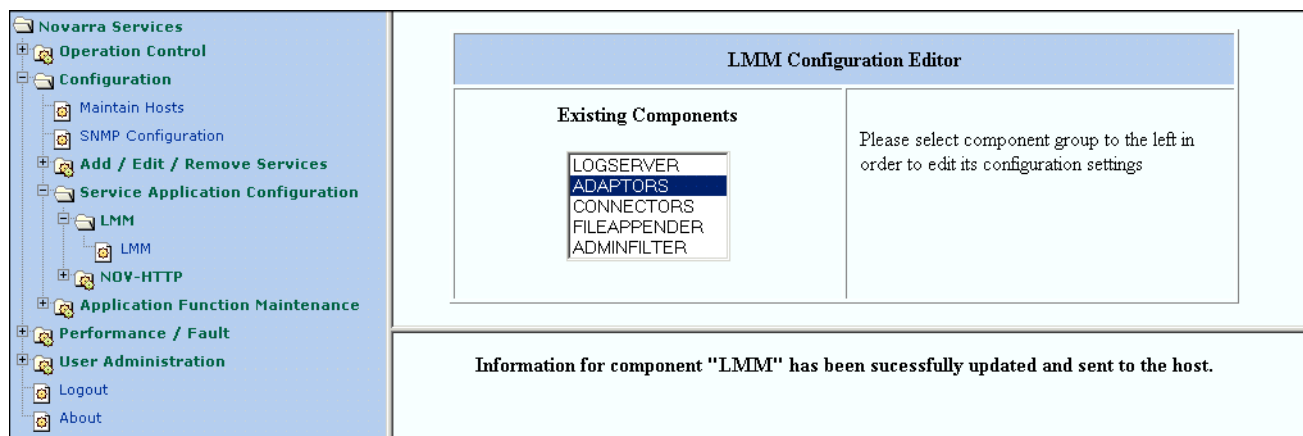 Novarra Services
Operation Control
Configuration
Maintain Hosts
SNMP Configuration
Add / Edit / Remove Services
Service Application Configuration
LMM
LMM
NOV-HTTP
Application Function Maintenance
Performance / Fault
User Administration
Logout
About
LMM Configuration Editor
Existing Components
LOGSERVER
ADAPTORS
CONNECTORS
FILEAPPENDER
ADMINFILTER
Please select component group to the left in
order to edit its configuration settings
Information for component "LMM" has been sucessfully updated and sent to the host.